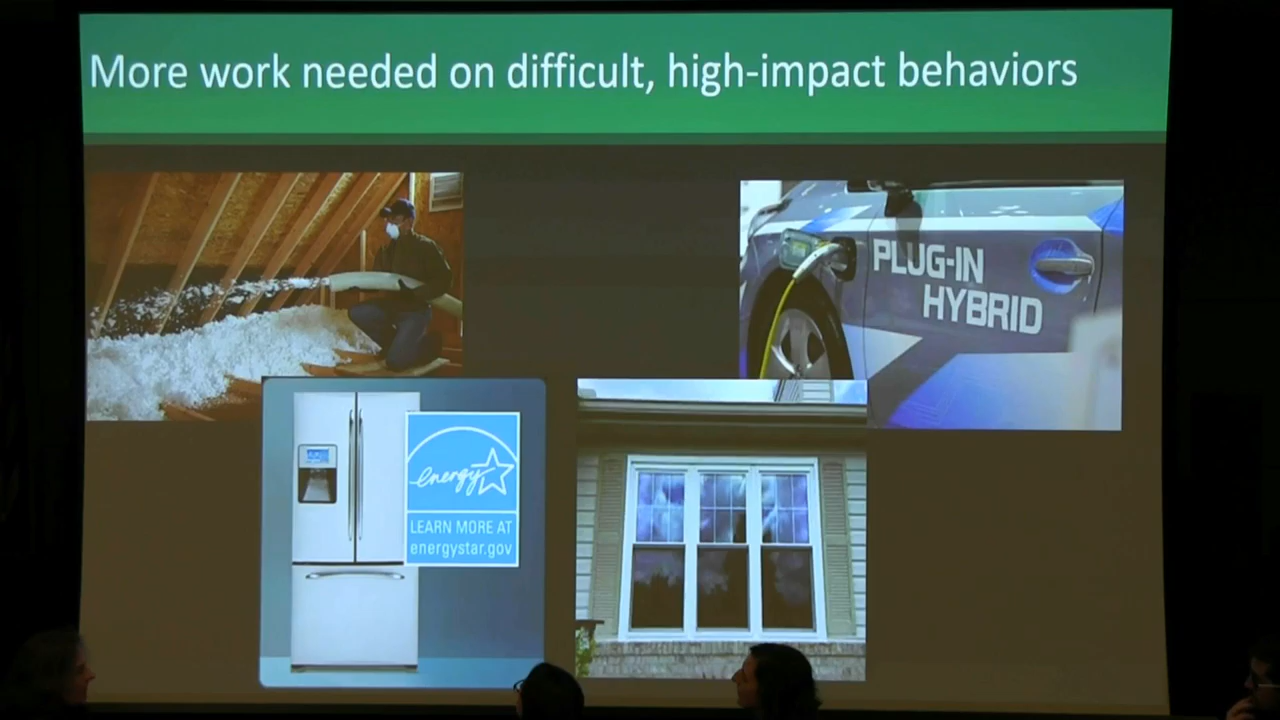 More work needed on difficult, high-impact behaviors
PLUG-IN
HYBRID
energy
LEARN MORE AT
energystar.gov